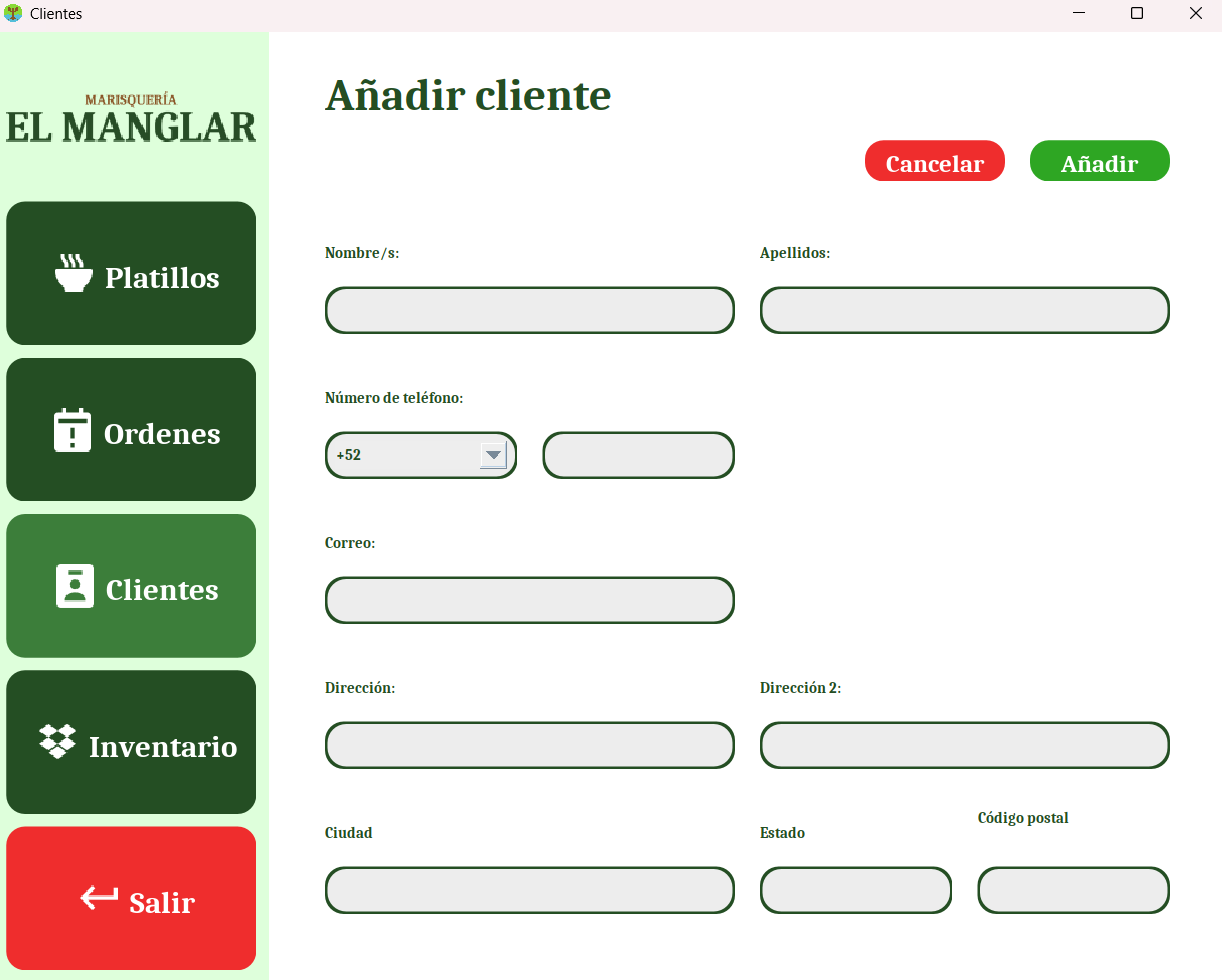 Clientes
MARISQUERÍA
EL MANGLAR
Platillos
Ordenes
Clientes
Inventario
Salir
Añadir cliente
Cancelar Añadir
Nombre/s: Apellidos:
Número de teléfono:
+52
Correo:
Dirección: Dirección 2:
Ciudad Estado Código postal